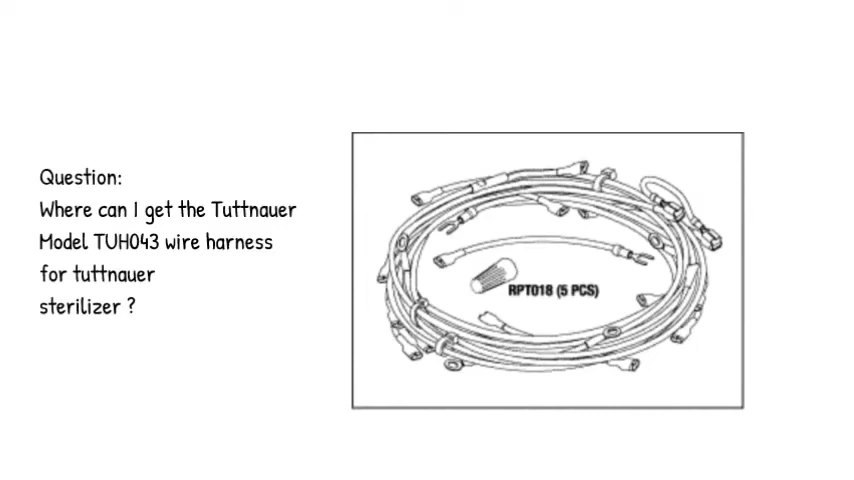 Question:
Where can I get the Tuttnauer
Model TUH043 wire harness
for tuttnauer
sterilizer ?
RPT018 (5 PCS)